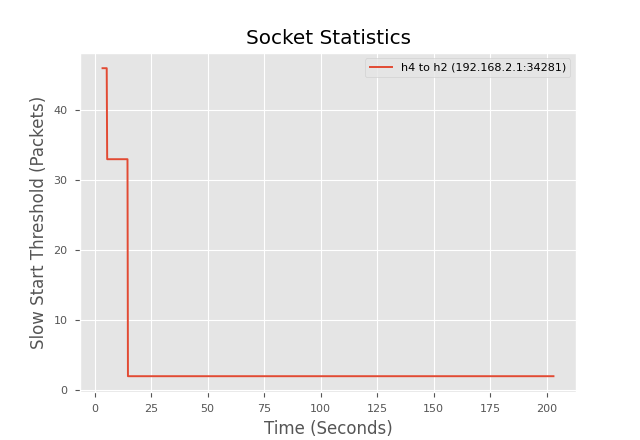 Socket Statistics
h4 to h2 (192.168.2.1:34281)
Slow Start Threshold (Packets)
40
30
20
10
0
0 25 50 75 100 125 150 175 200
Time (Seconds)